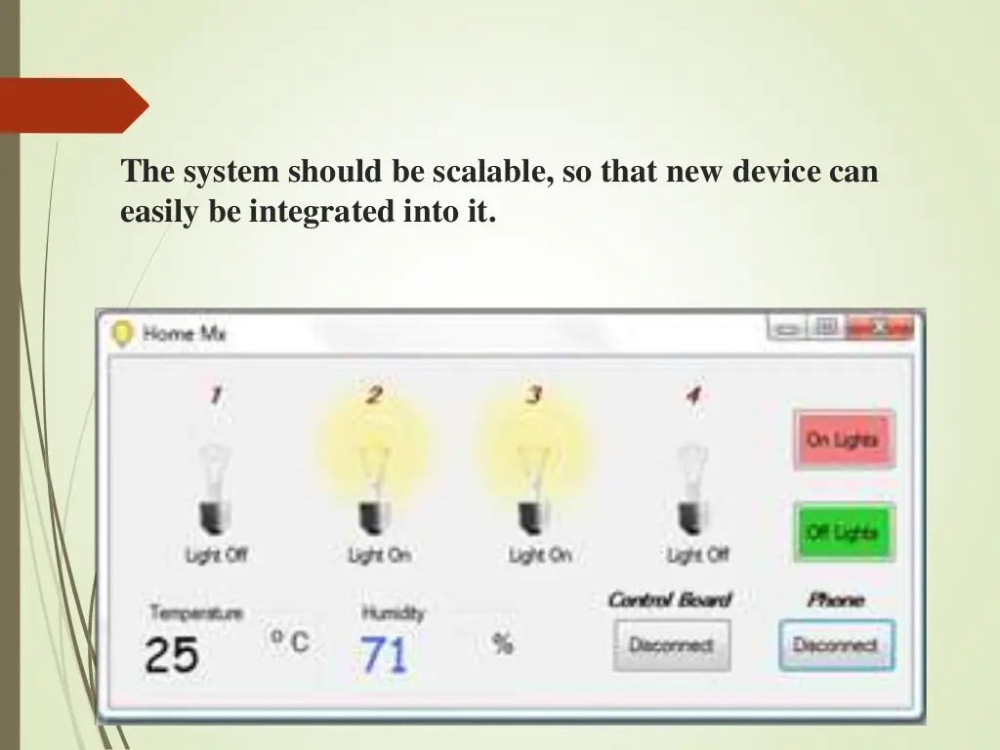 The system should be scalable, so that new device can
easily be integrated into it.
Home Mx
1 2 3 4
On Lights
Off Lights
Light Off Light On Light On Light Off
Control Board Phone
Temperature Humidity
25 º C 71 % Disconnect Disconnect